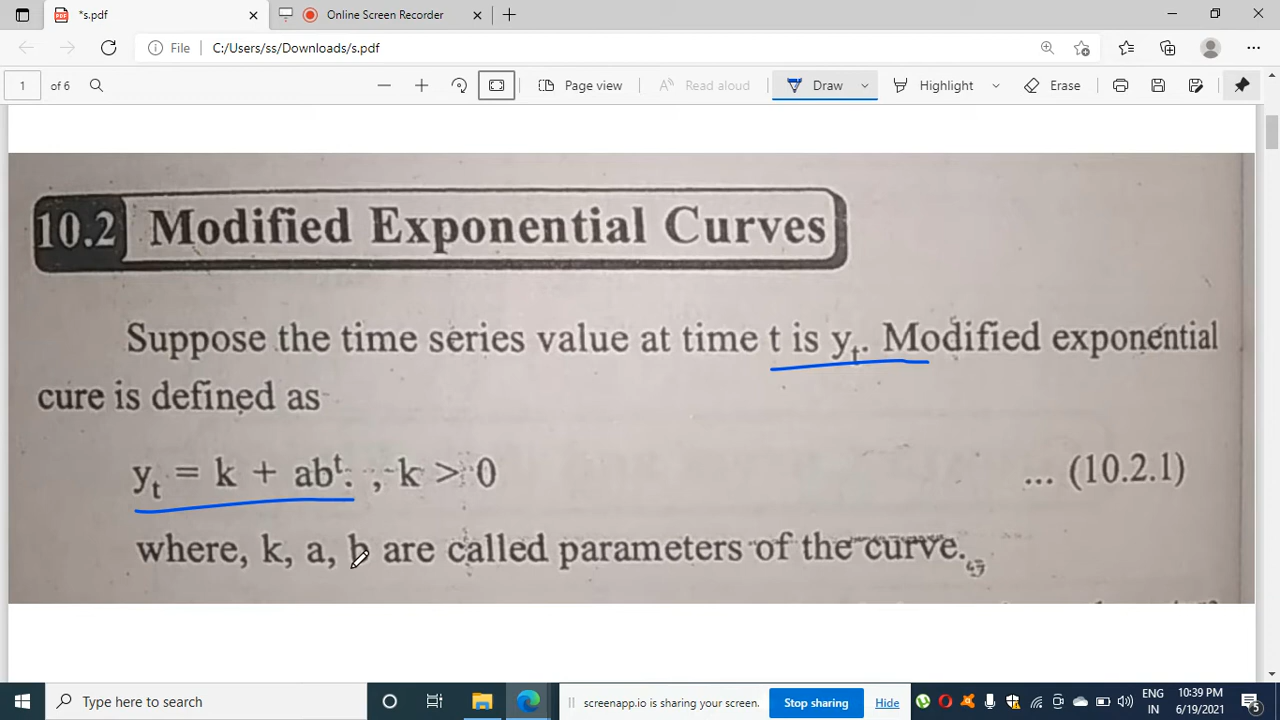 *s.pdf
Online Screen Recorder
File
C:/Users/ss/Downloads/s.pdf
1 of 6
Page view
Read aloud
Draw
Highlight
Erase
10.2 Modified Exponential Curves
Suppose the time series value at time t is yₜ. Modified exponential
cure is defined as
yₜ = k + abᵗ. , k > 0 ... (10.2.1)
where, k, a, b are called parameters of the curve.
Type here to search
screenapp.io is sharing your screen.
Stop sharing
Hide
ENG
IN
10:39 PM
6/19/2021
5